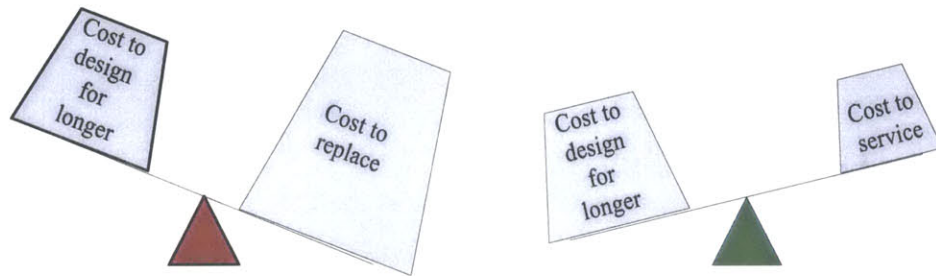 Cost to
design
for
longer
Cost to
replace
Cost to
design
for
longer
Cost to
service